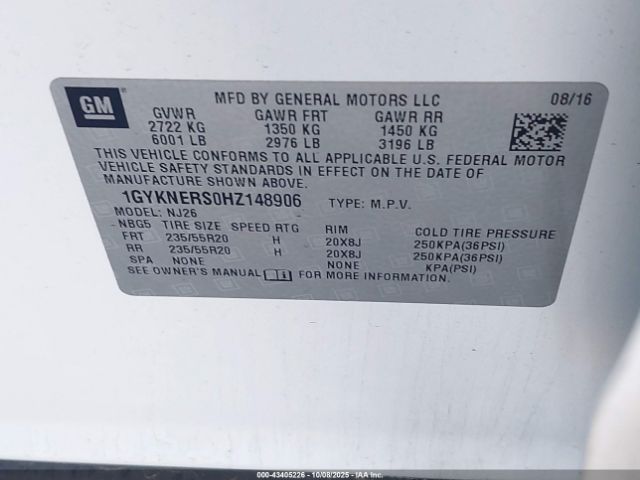 GM
MFD BY GENERAL MOTORS LLC 08/16
GVWR GAWR FRT GAWR RR
2722 KG 1350 KG 1450 KG
6001 LB 2976 LB 3196 LB
THIS VEHICLE CONFORMS TO ALL APPLICABLE U.S. FEDERAL MOTOR
VEHICLE SAFETY STANDARDS IN EFFECT ON THE DATE OF
MANUFACTURE SHOWN ABOVE.
1GYKNERS0HZ148906 TYPE: M.P.V.
MODEL: NJ26
NBG5 TIRE SIZE SPEED RTG RIM COLD TIRE PRESSURE
FRT 235/55R20 H 20X8J 250KPA(36PSI)
RR 235/55R20 H 20X8J 250KPA(36PSI)
SPA NONE NONE KPA(PSI)
SEE OWNER'S MANUAL FOR MORE INFORMATION.
000-43405226 - 10/08/2025 - IAA Inc.